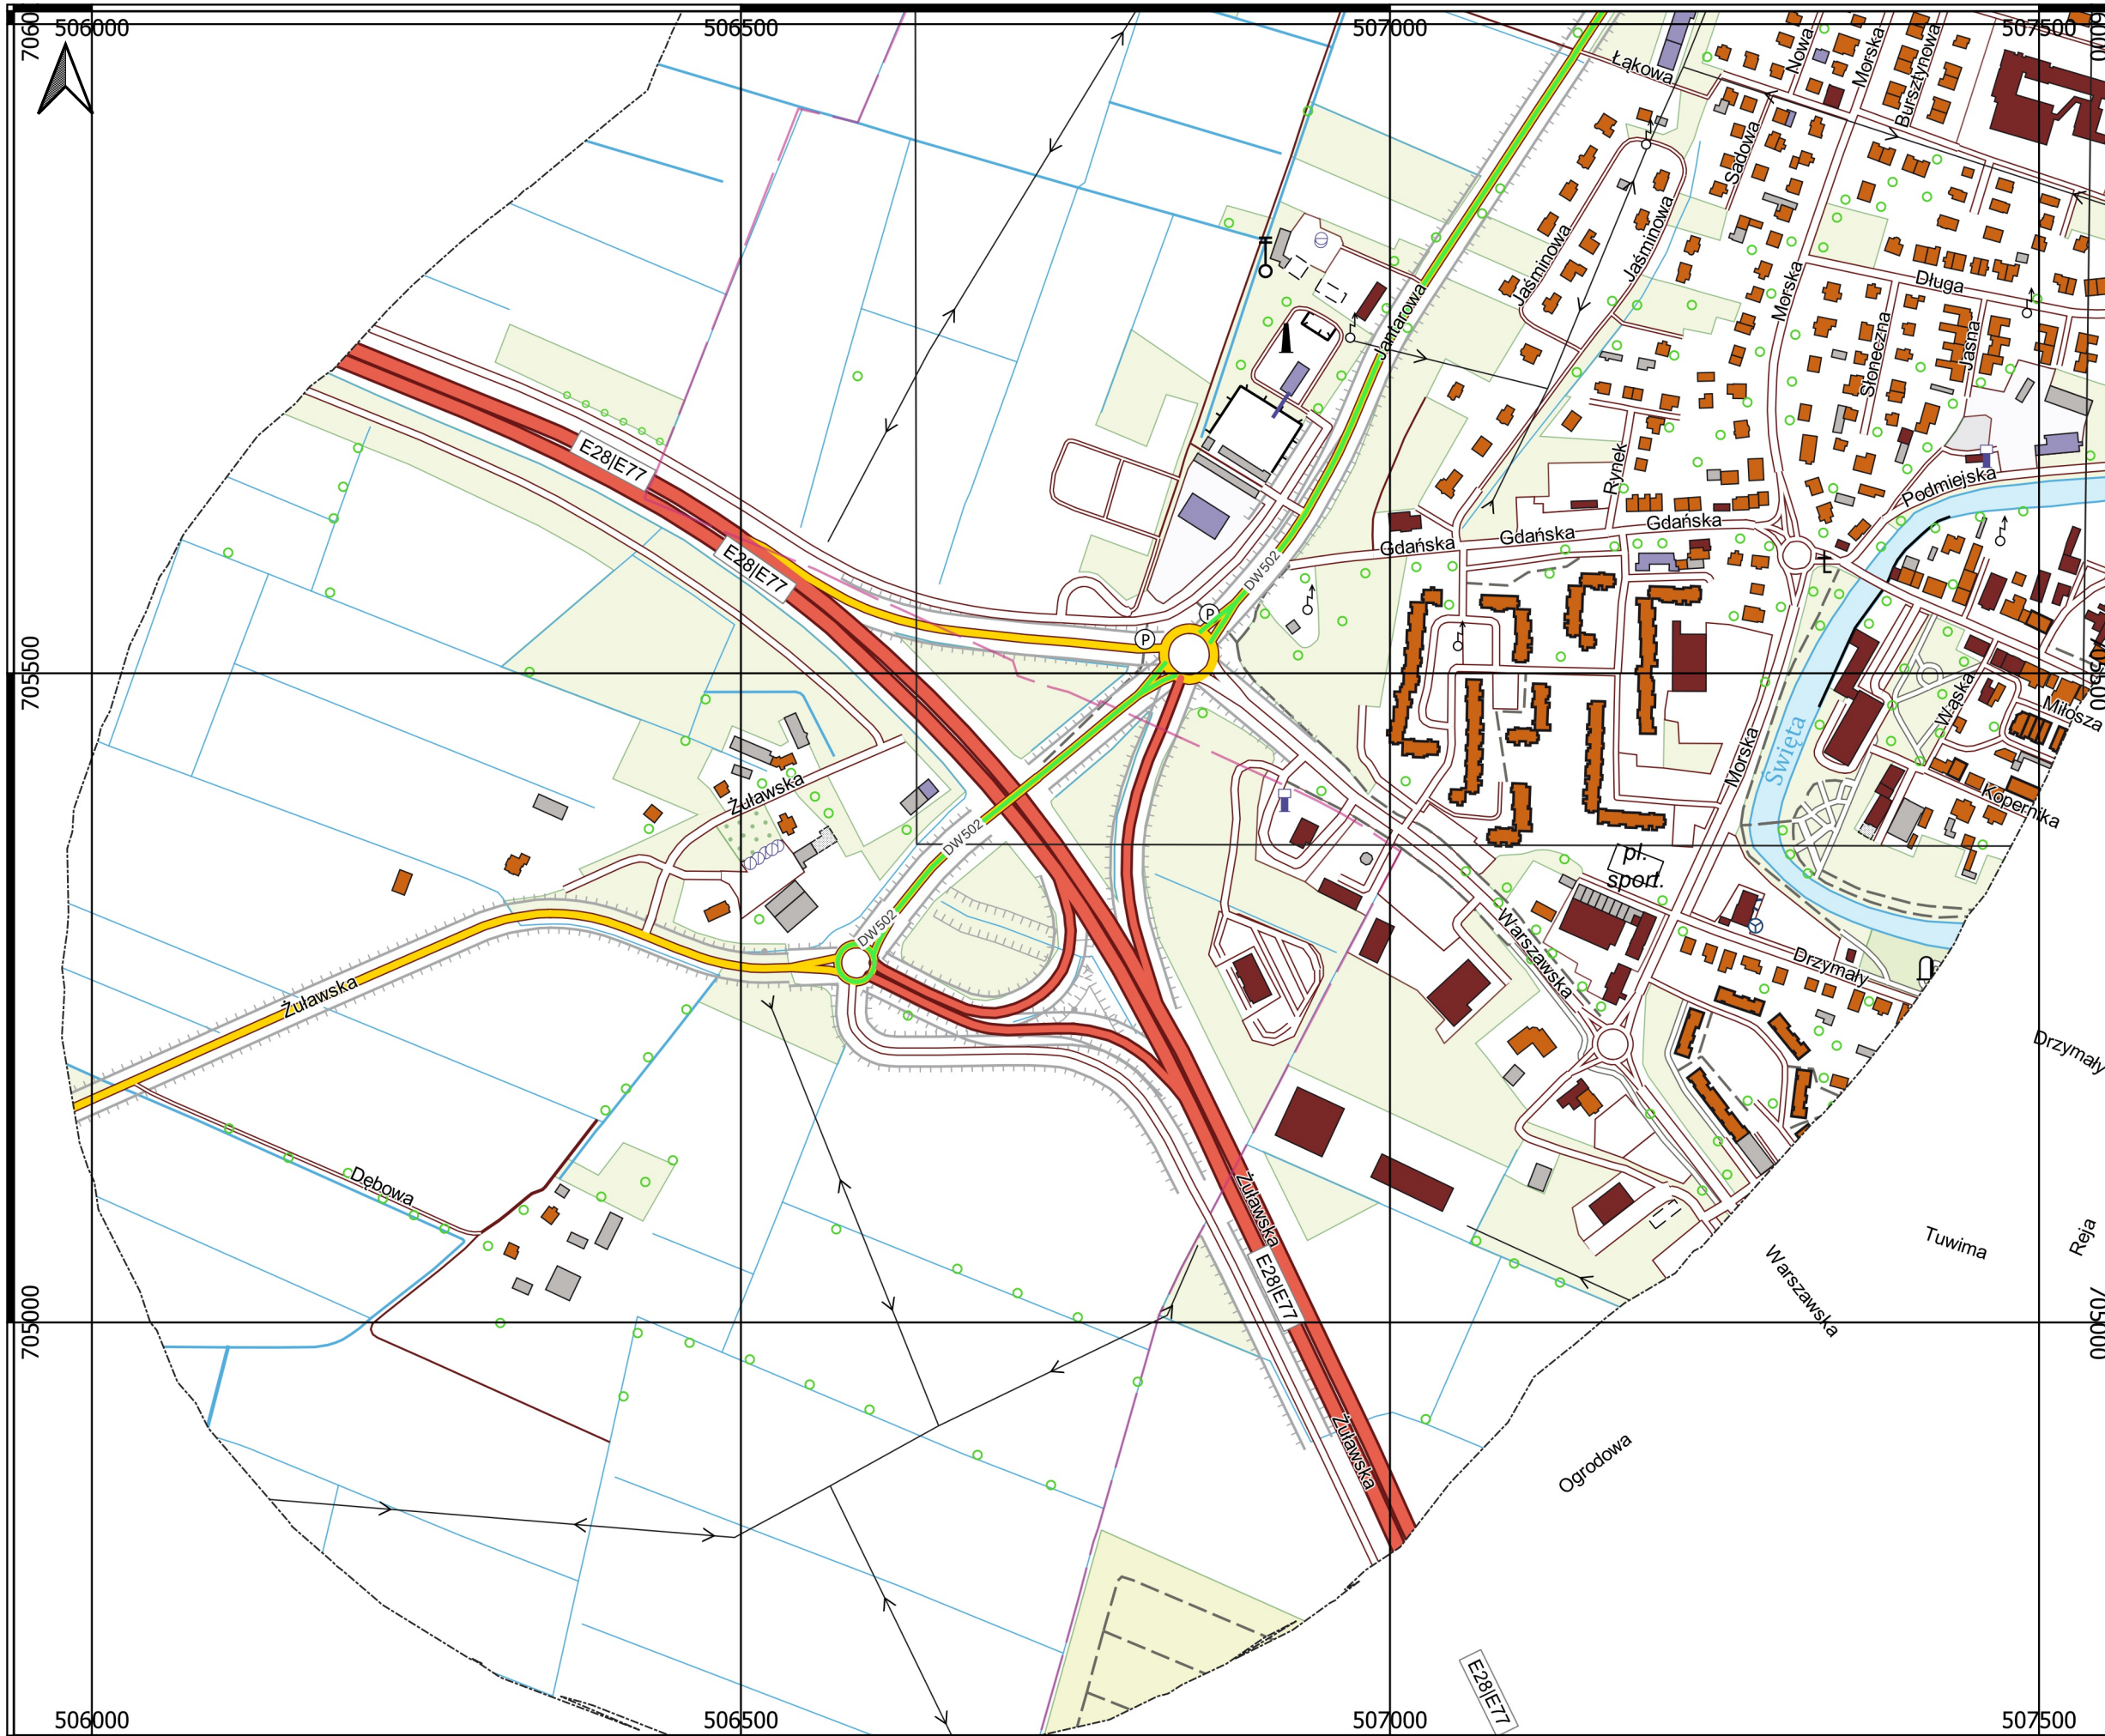 506000
506500
507000
507500
Łąkowa
Nowa
Morska
Bursztynowa
Sadowa
Jaśminowa
Jaśminowa
Długa
Morska
Jantarowa
Słoneczna
Jasna
E28|E77
Rynek
Podmiejska
Gdańska
Gdańska
Gdańska
E28|E77
DW502
P
P
705500
Wąska
Miłosza
Święta
Morska
Kopernika
Żuławska
DW502
pl.
sport.
DW502
Warszawska
Drzymały
Żuławska
Drzymały
Dębowa
Żuławska
Tuwima
Reja
Warszawska
E28|E77
705000
705000
Żuławska
Ogrodowa
E28|E77
506000
506500
507000
507500